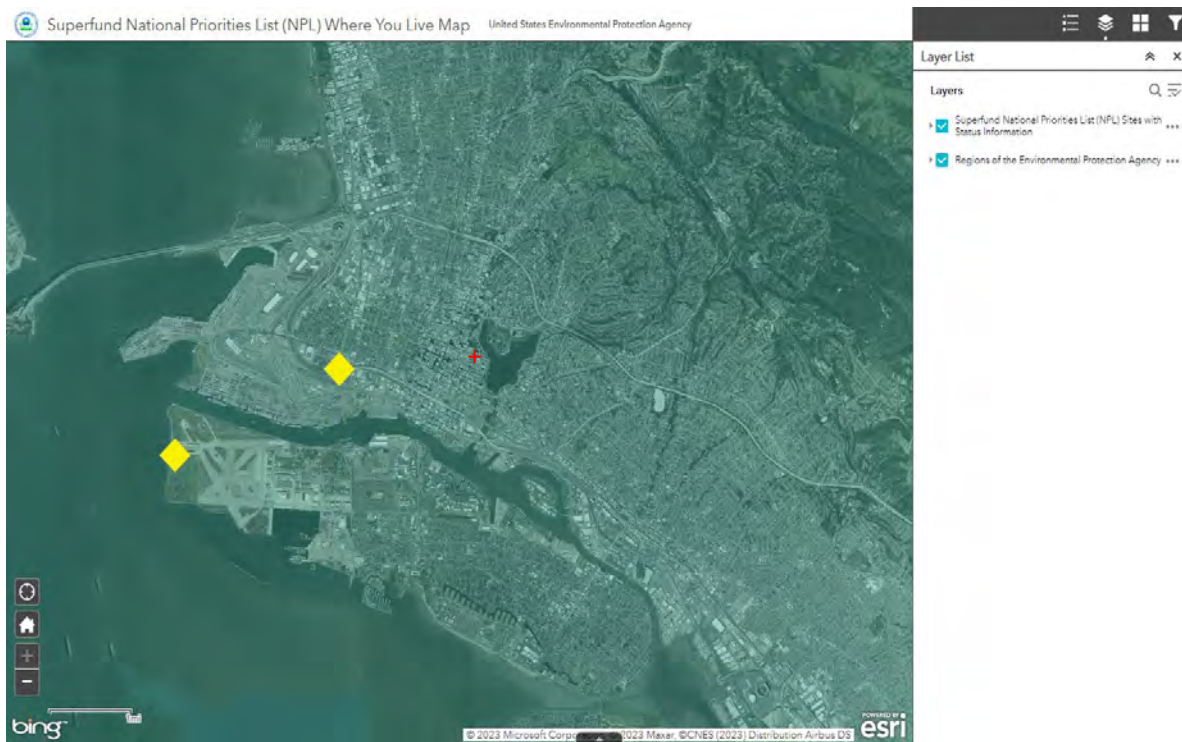 Superfund National Priorities List (NPL) Where You Live Map
United States Environmental Protection Agency
Layer List
Layers
Superfund National Priorities List (NPL) Sites with
Status Information
Regions of the Environmental Protection Agency
bing
© 2023 Microsoft 2023 Maxar, ©CNES (2023) Distribution Airbus DS
POWERED BY
esri